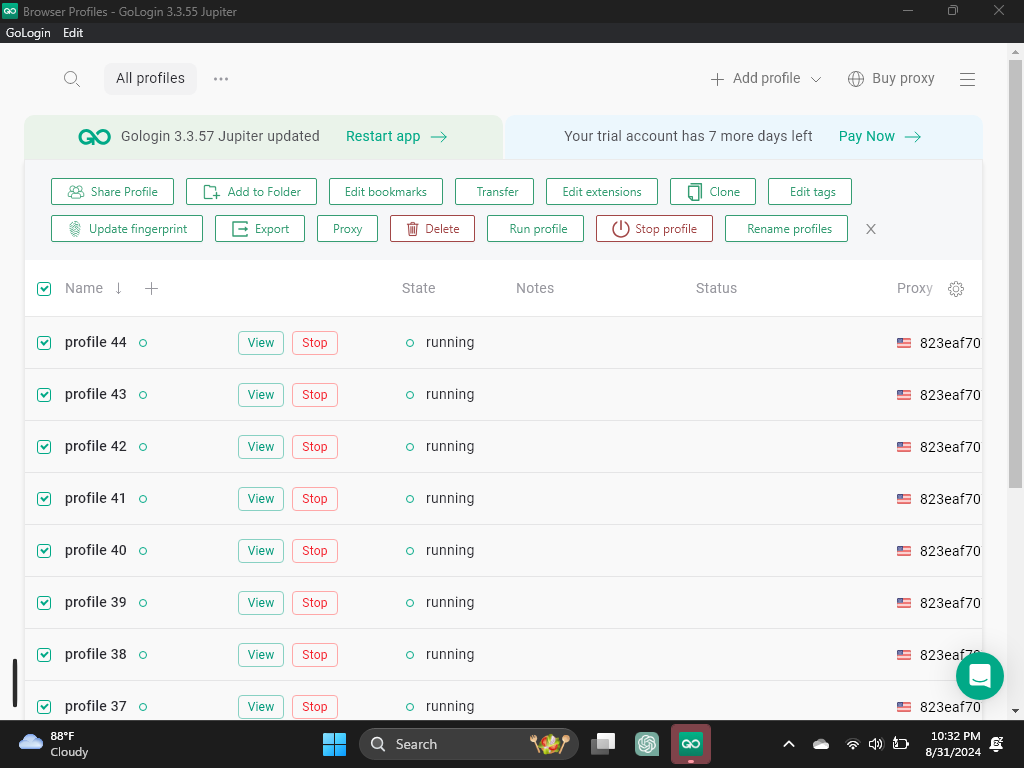 Browser Profiles - GoLogin 3.3.55 Jupiter
GoLogin Edit
All profiles
Add profile
Buy proxy
Gologin 3.3.57 Jupiter updated Restart app
Your trial account has 7 more days left Pay Now
Share Profile Add to Folder Edit bookmarks Transfer Edit extensions Clone Edit tags
Update fingerprint Export Proxy Delete Run profile Stop profile Rename profiles X
Name State Notes Status Proxy
profile 44 View Stop running 823eaf70
profile 43 View Stop running 823eaf70
profile 42 View Stop running 823eaf70
profile 41 View Stop running 823eaf70
profile 40 View Stop running 823eaf70
profile 39 View Stop running 823eaf70
profile 38 View Stop running 823eaf70
profile 37 View Stop running 823eaf70
88°F
Cloudy
Search
GO
10:32 PM
8/31/2024